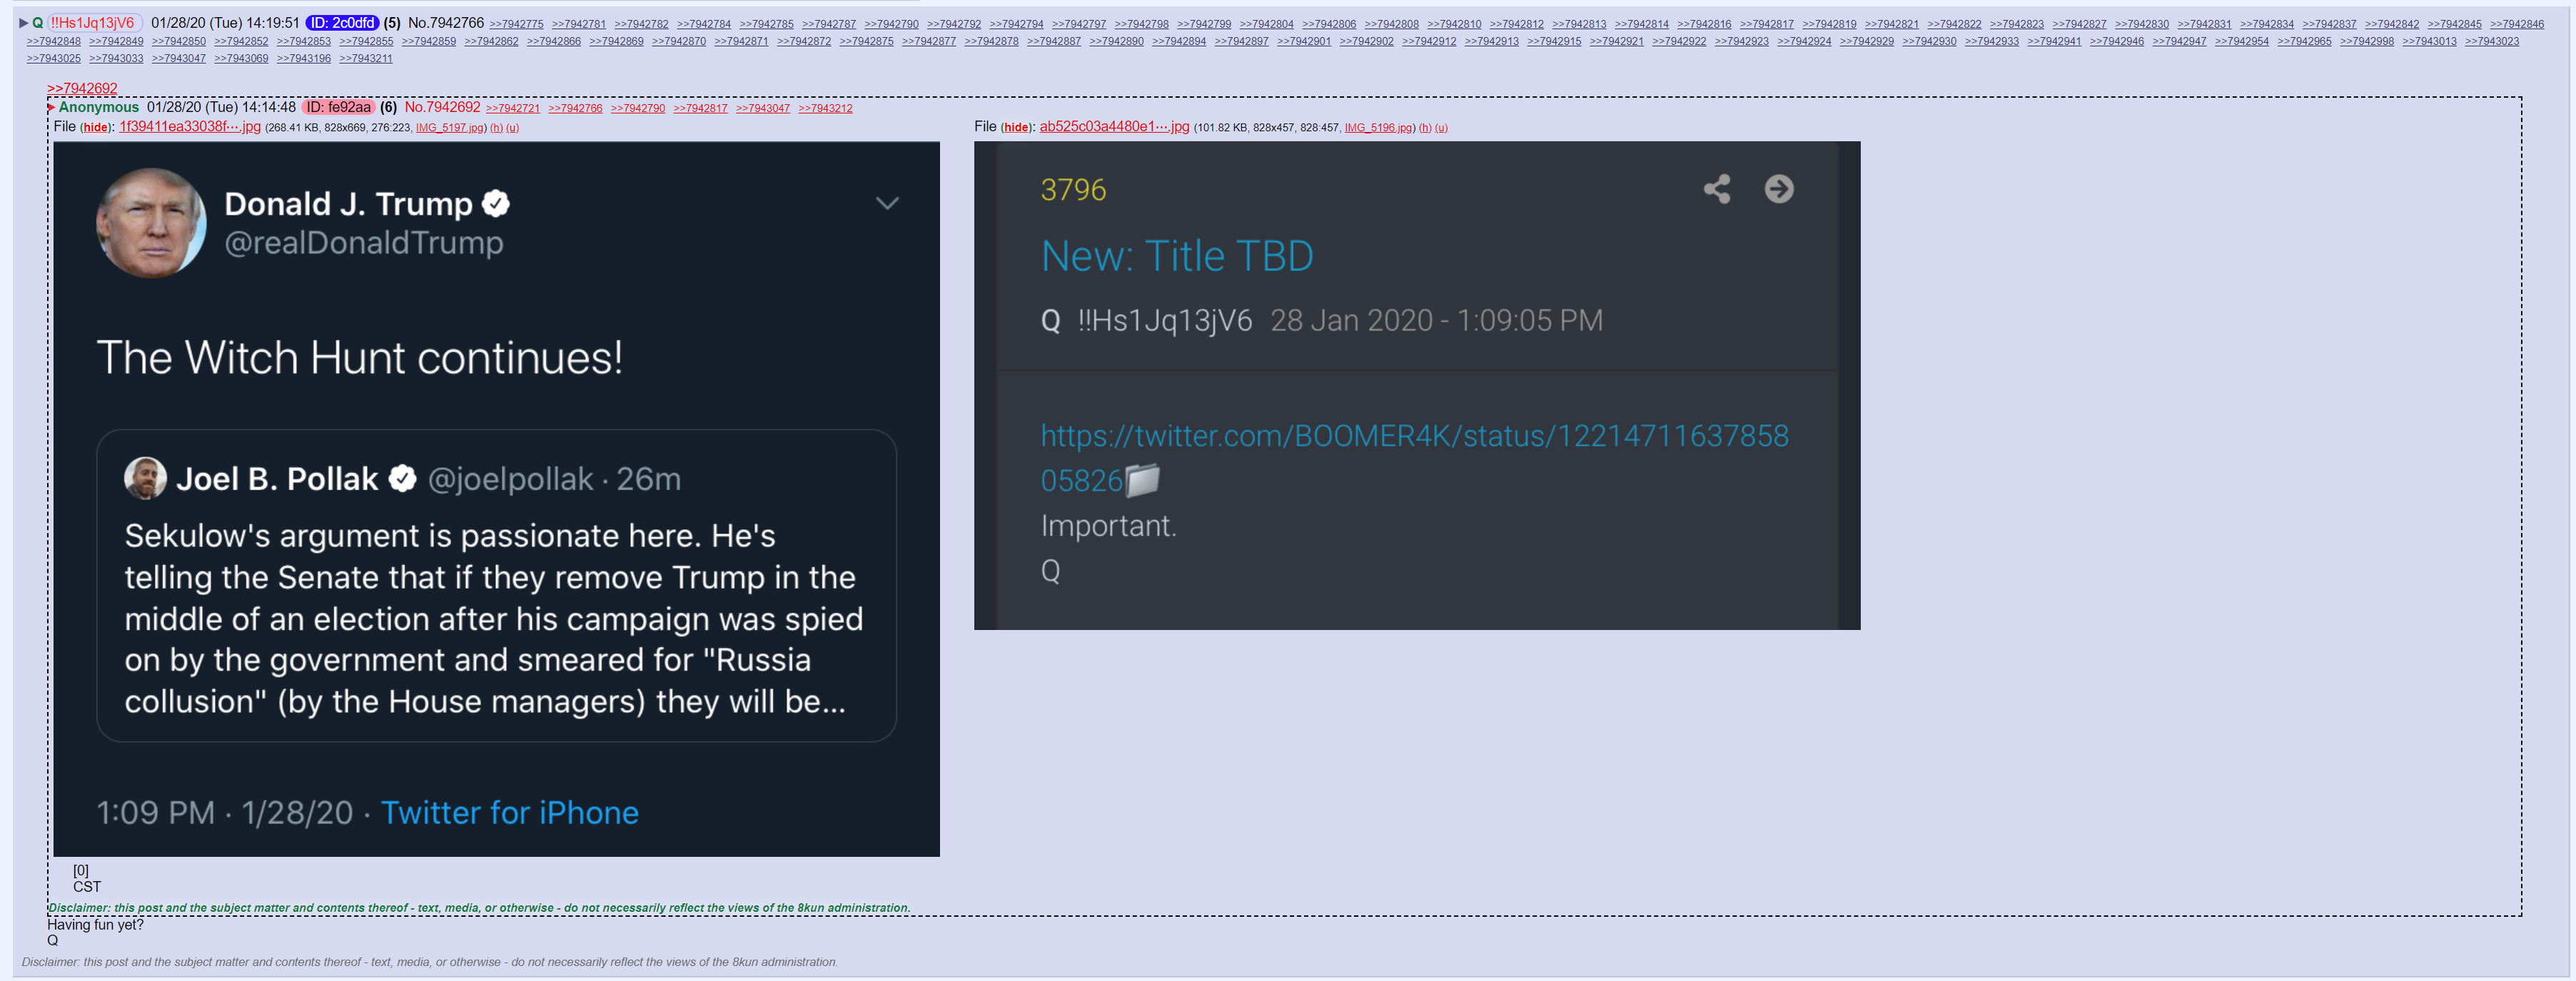 ▶ Q !!Hs1Jq13jV6 01/28/20 (Tue) 14:19:51 ID: 2c0dfd (5) No.7942766 >>7942775 >>7942781 >>7942782 >>7942784 >>7942785 >>7942787 >>7942790 >>7942792 >>7942794 >>7942797 >>7942798 >>7942799 >>7942804 >>7942806 >>7942808 >>7942810 >>7942812 >>7942813 >>7942814 >>7942816 >>7942817 >>7942819 >>7942821 >>7942822 >>7942823 >>7942827 >>7942830 >>7942831 >>7942834 >>7942837 >>7942842 >>7942845 >>7942846
>>7942848 >>7942849 >>7942850 >>7942852 >>7942853 >>7942855 >>7942859 >>7942862 >>7942866 >>7942869 >>7942870 >>7942871 >>7942872 >>7942875 >>7942877 >>7942878 >>7942887 >>7942890 >>7942894 >>7942897 >>7942901 >>7942902 >>7942912 >>7942913 >>7942915 >>7942921 >>7942922 >>7942923 >>7942924 >>7942929 >>7942930 >>7942933 >>7942941 >>7942946 >>7942947 >>7942954 >>7942965 >>7942998 >>7943013 >>7943023
>>7943025 >>7943033 >>7943047 >>7943069 >>7943196 >>7943211
>>7942692
Anonymous 01/28/20 (Tue) 14:14:48 ID: fe92aa (6) No.7942692 >>7942721 >>7942766 >>7942790 >>7942817 >>7943047 >>7943212
File (hide): 1f39411ea33038f⋯.jpg (268.41 KB, 828x669, 276:223, IMG_5197.jpg) (h) (u)
Donald J. Trump
@realDonaldTrump
The Witch Hunt continues!
Joel B. Pollak @joelpollak · 26m
Sekulow's argument is passionate here. He's
telling the Senate that if they remove Trump in the
middle of an election after his campaign was spied
on by the government and smeared for "Russia
collusion" (by the House managers) they will be...
1:09 PM · 1/28/20 · Twitter for iPhone
File (hide): ab525c03a4480e1⋯.jpg (101.82 KB, 828x457, 828:457, IMG_5196.jpg) (h) (u)
3796
New: Title TBD
Q !!Hs1Jq13jV6 28 Jan 2020 - 1:09:05 PM
https://twitter.com/BOOMER4K/status/12214711637858
05826
Important.
Q
[0]
CST
Disclaimer: this post and the subject matter and contents thereof - text, media, or otherwise - do not necessarily reflect the views of the 8kun administration.
Having fun yet?
Q
Disclaimer: this post and the subject matter and contents thereof - text, media, or otherwise - do not necessarily reflect the views of the 8kun administration.